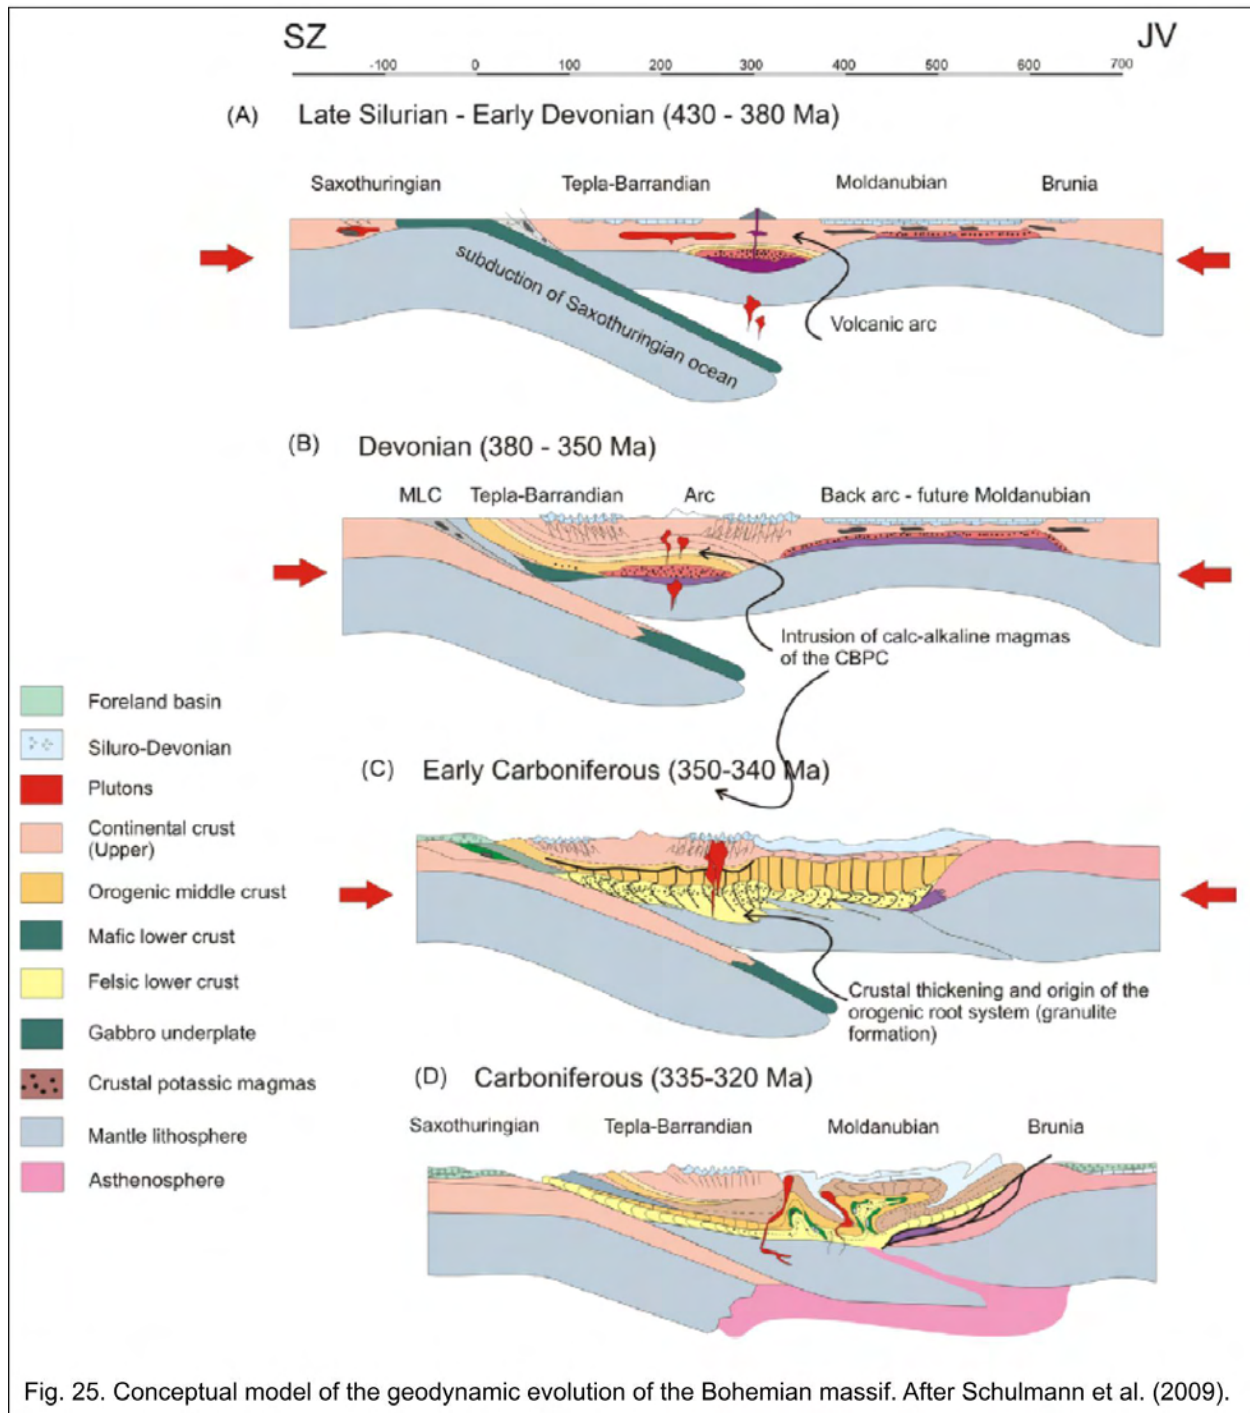 SZ JV
-100 0 100 200 300 400 500 600 700
(A) Late Silurian - Early Devonian (430 - 380 Ma)
Saxothuringian Tepla-Barrandian Moldanubian Brunia
subduction of Saxothuringian ocean
Volcanic arc
(B) Devonian (380 - 350 Ma)
MLC Tepla-Barrandian Arc Back arc - future Moldanubian
Intrusion of calc-alkaline magmas
of the CBPC
Foreland basin
Siluro-Devonian
Plutons
Continental crust
(Upper)
Orogenic middle crust
Mafic lower crust
Felsic lower crust
Gabbro underplate
Crustal potassic magmas
Mantle lithosphere
Asthenosphere
(C) Early Carboniferous (350-340 Ma)
Crustal thickening and origin of the
orogenic root system (granulite
formation)
(D) Carboniferous (335-320 Ma)
Saxothuringian Tepla-Barrandian Moldanubian Brunia
Fig. 25. Conceptual model of the geodynamic evolution of the Bohemian massif. After Schulmann et al. (2009).